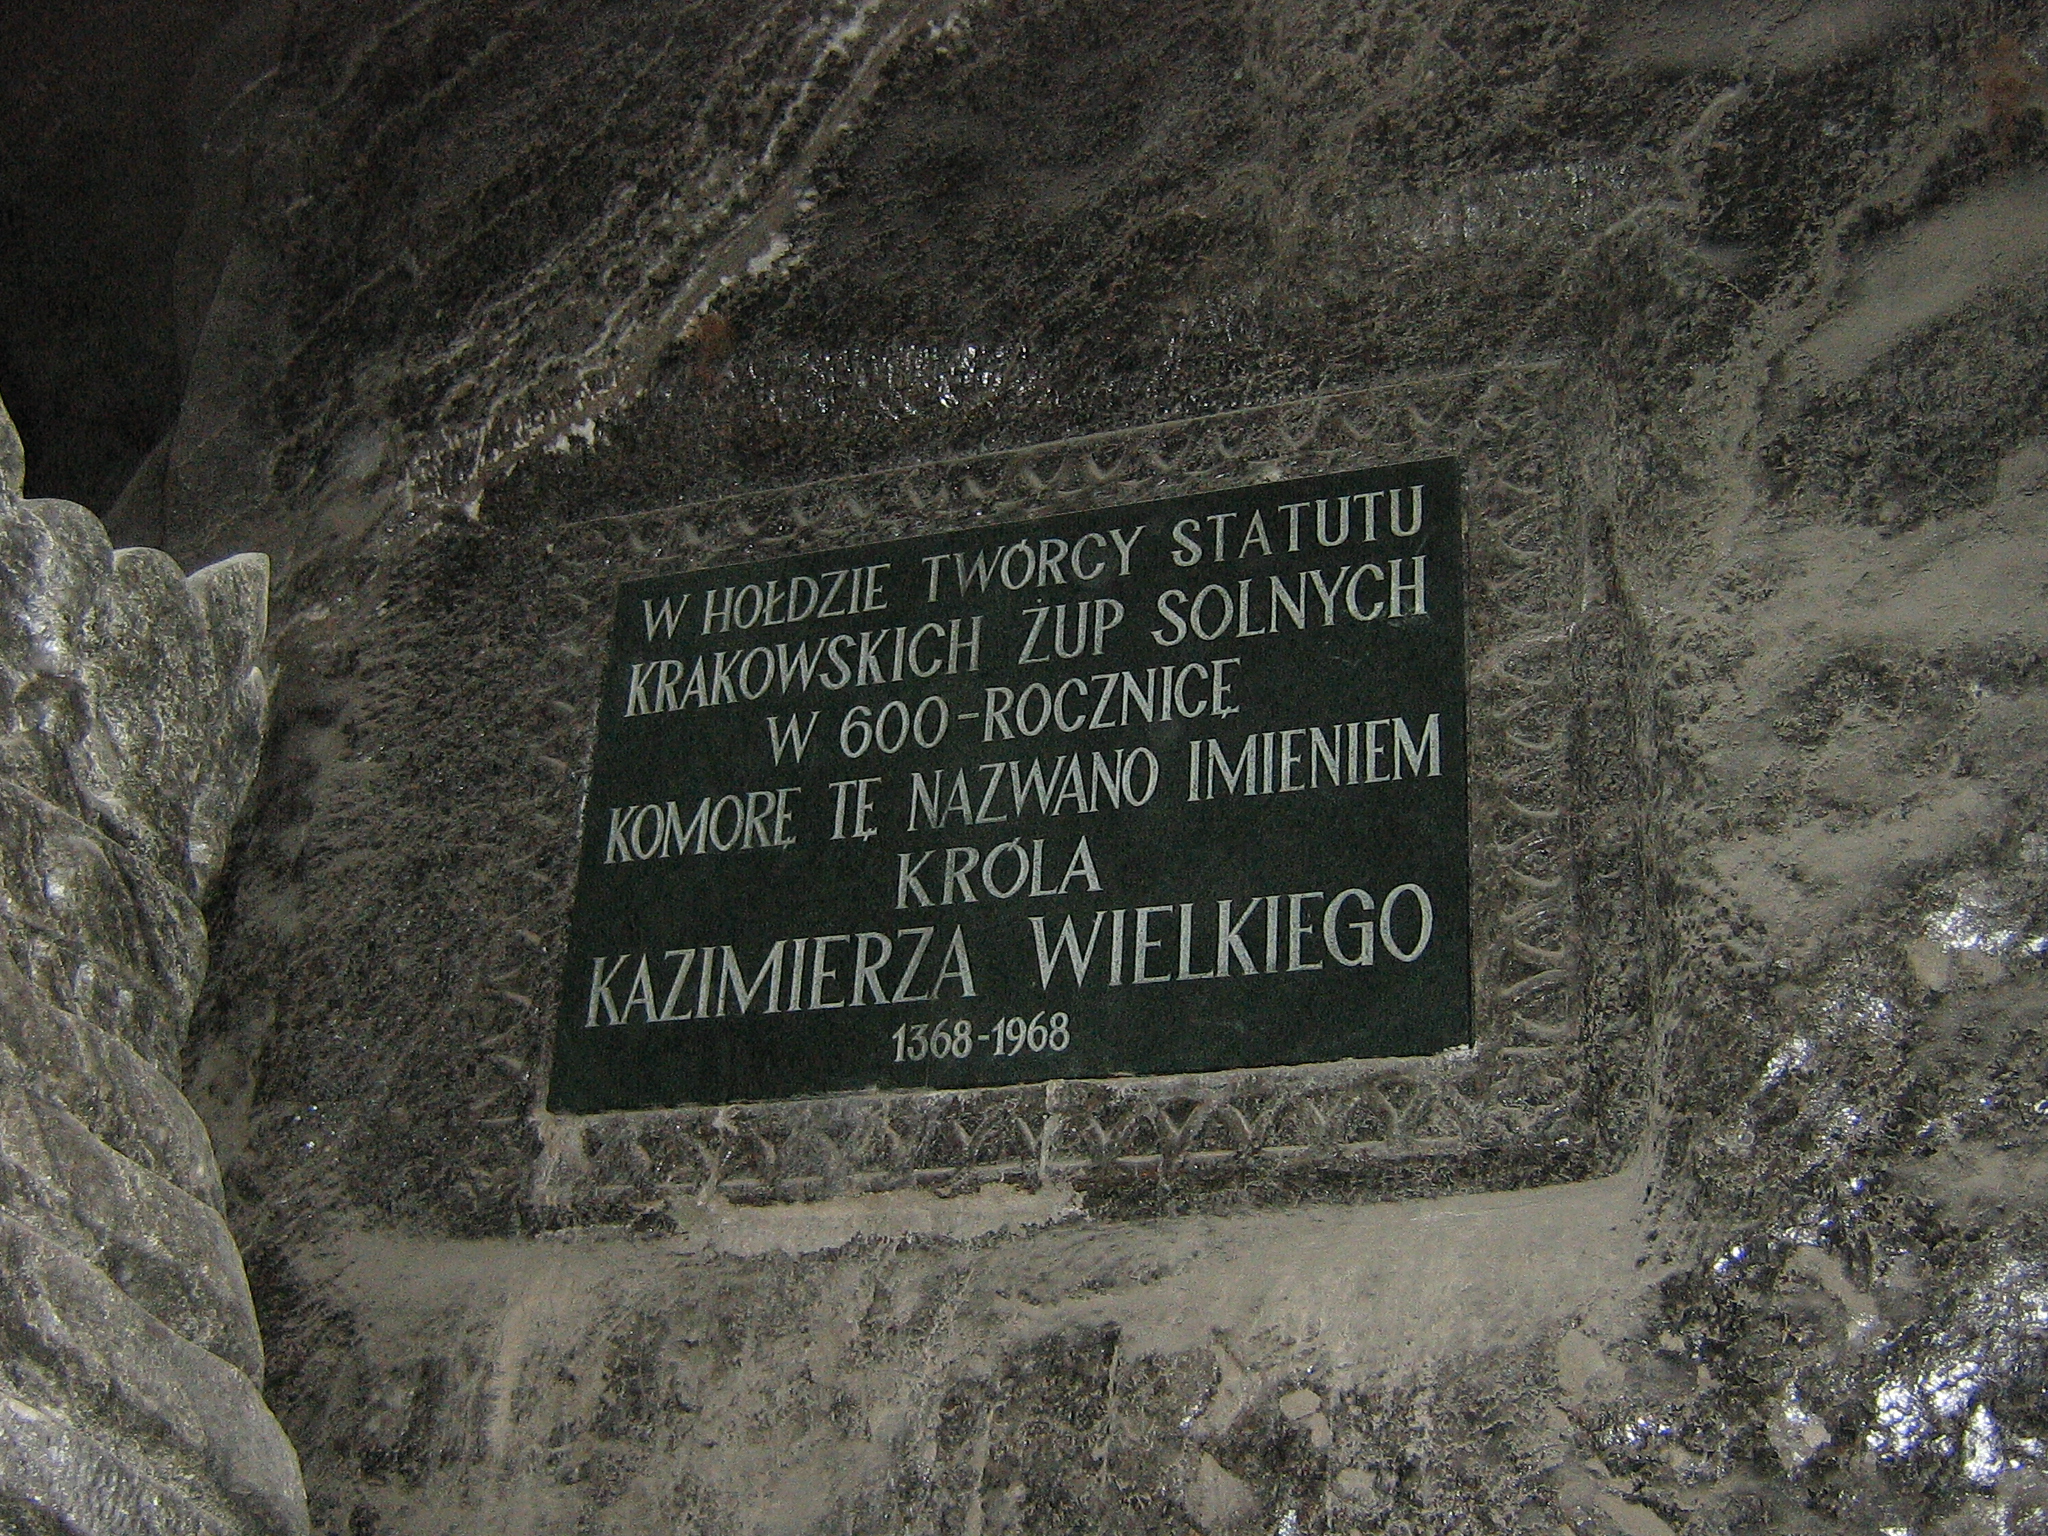 W HOŁDZIE TWÓRCY STATUTU
KRAKOWSKICH ŻUP SOLNYCH
W 600-ROCZNICĘ
KOMORĘ TĘ NAZWANO IMIENIEM
KRÓLA
KAZIMIERZA WIELKIEGO
1368-1968